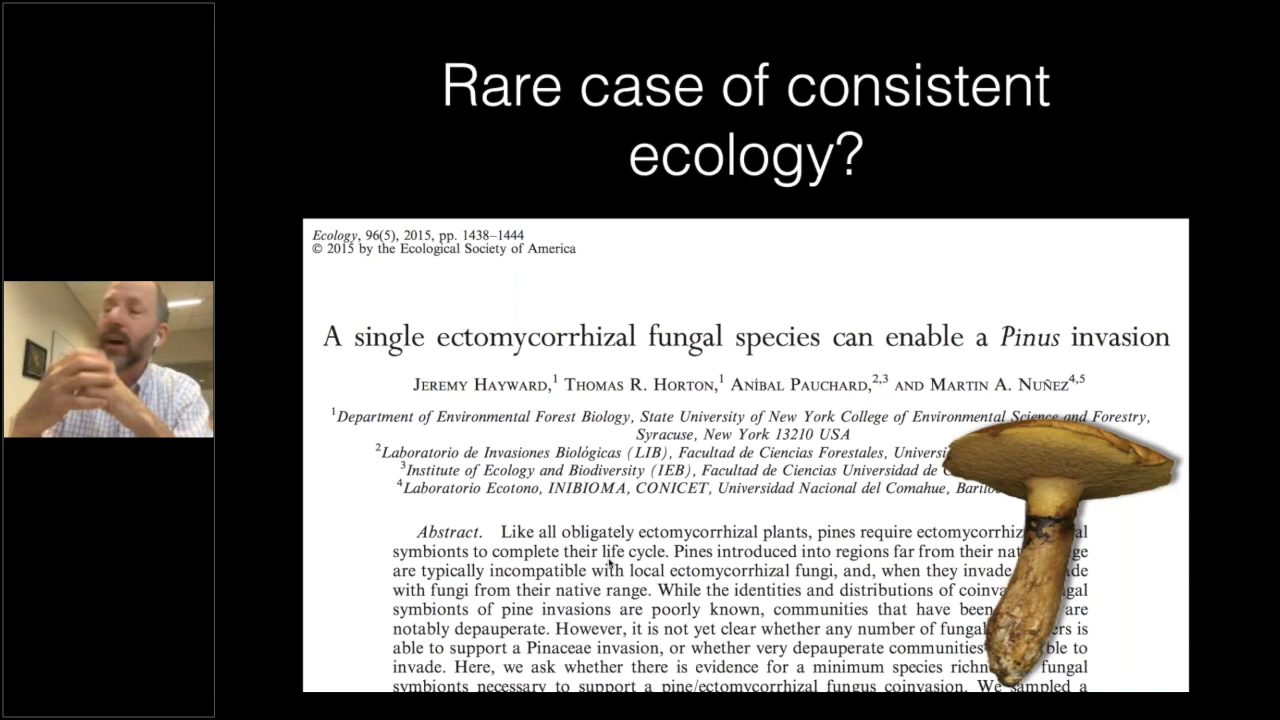 Rare case of consistent
ecology?
Ecology, 96(5), 2015, pp. 1438–1444
© 2015 by the Ecological Society of America
A single ectomycorrhizal fungal species can enable a Pinus invasion
Jeremy Hayward,1 Thomas R. Horton,1 Aníbal Pauchard,2,3 and Martin A. Nuñez4,5
1Department of Environmental Forest Biology, State University of New York College of Environmental Science and Forestry,
Syracuse, New York 13210 USA
2Laboratorio de Invasiones Biológicas (LIB), Facultad de Ciencias Forestales,
3Institute of Ecology and Biodiversity (IEB), Facultad de Ciencias Universidad de
4Laboratorio Ecotono, INIBIOMA, CONICET, Universidad Nacional del Comahue,
Abstract. Like all obligately ectomycorrhizal plants, pines require
symbionts to complete their life cycle. Pines introduced into regions far from their
are typically incompatible with local ectomycorrhizal fungi, and, when they
with fungi from their native range. While the identities and distributions of
symbionts of pine invasions are poorly known, communities that have been are
notably depauperate. However, it is not yet clear whether any number of fungal is
able to support a Pinaceae invasion, or whether very depauperate communities to
invade. Here, we ask whether there is evidence for a minimum species fungal
symbionts necessary to support a pine/ectomycorrhizal fungus coinvasion. We sampled a